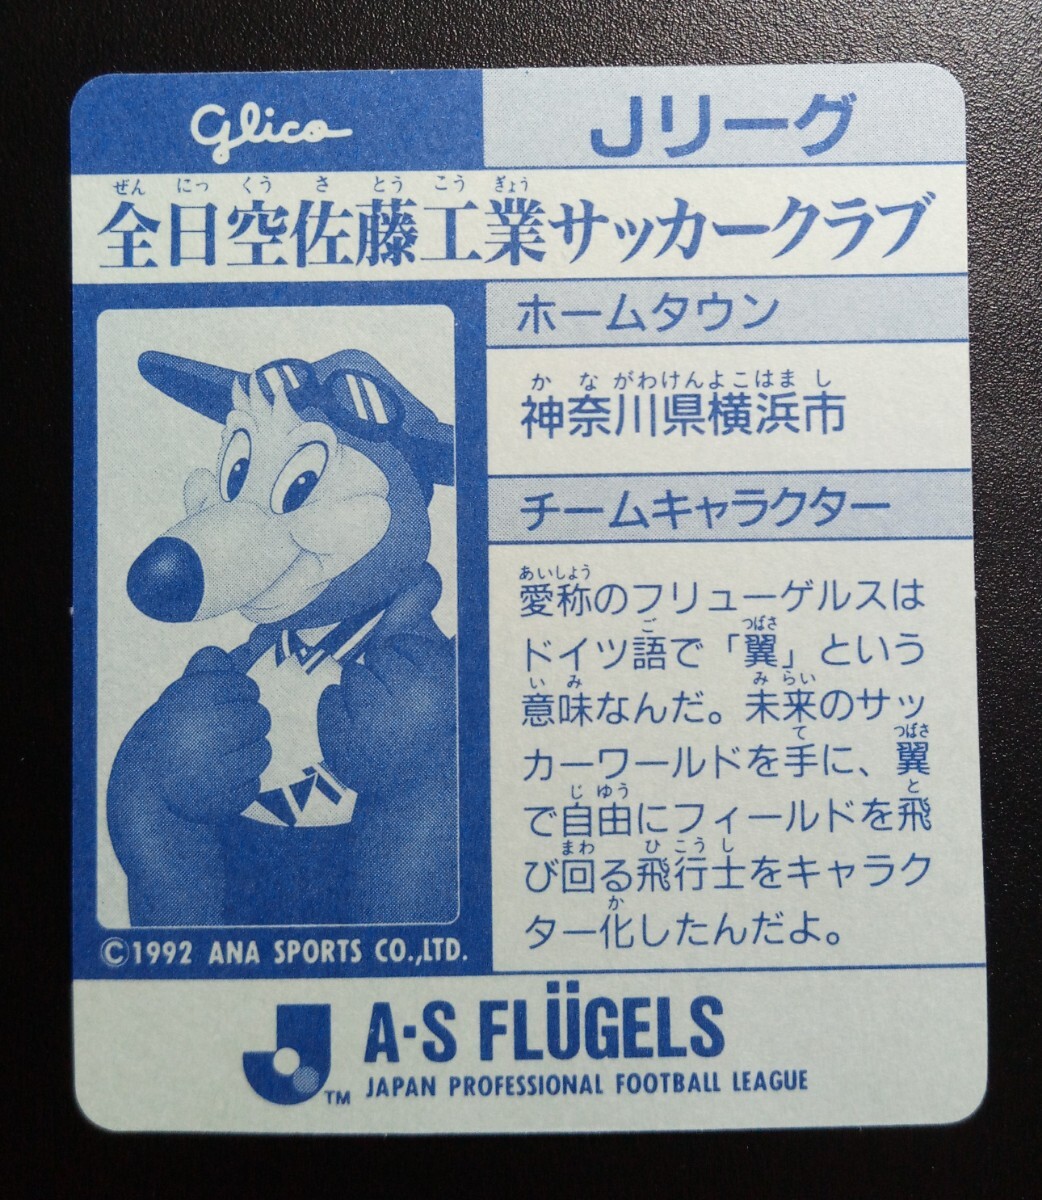 Glico
Jリーグ
ぜんにっくうさとうこうぎょう
全日空佐藤工業サッカークラブ
ホームタウン
かながわけんよこはまし
神奈川県横浜市
チームキャラクター
あいしょう
愛称のフリューゲルスは
ご つばさ
ドイツ語で「翼」という
いみ みらい
意味なんだ。未来のサッ
て つばさ
カーワールドを手に、翼
じゆう と
で自由にフィールドを飛
まわ ひこうし
び回る飛行士をキャラク
か
ター化したんだよ。
©1992 ANA SPORTS CO.,LTD.
A・S FLÜGELS
TM JAPAN PROFESSIONAL FOOTBALL LEAGUE